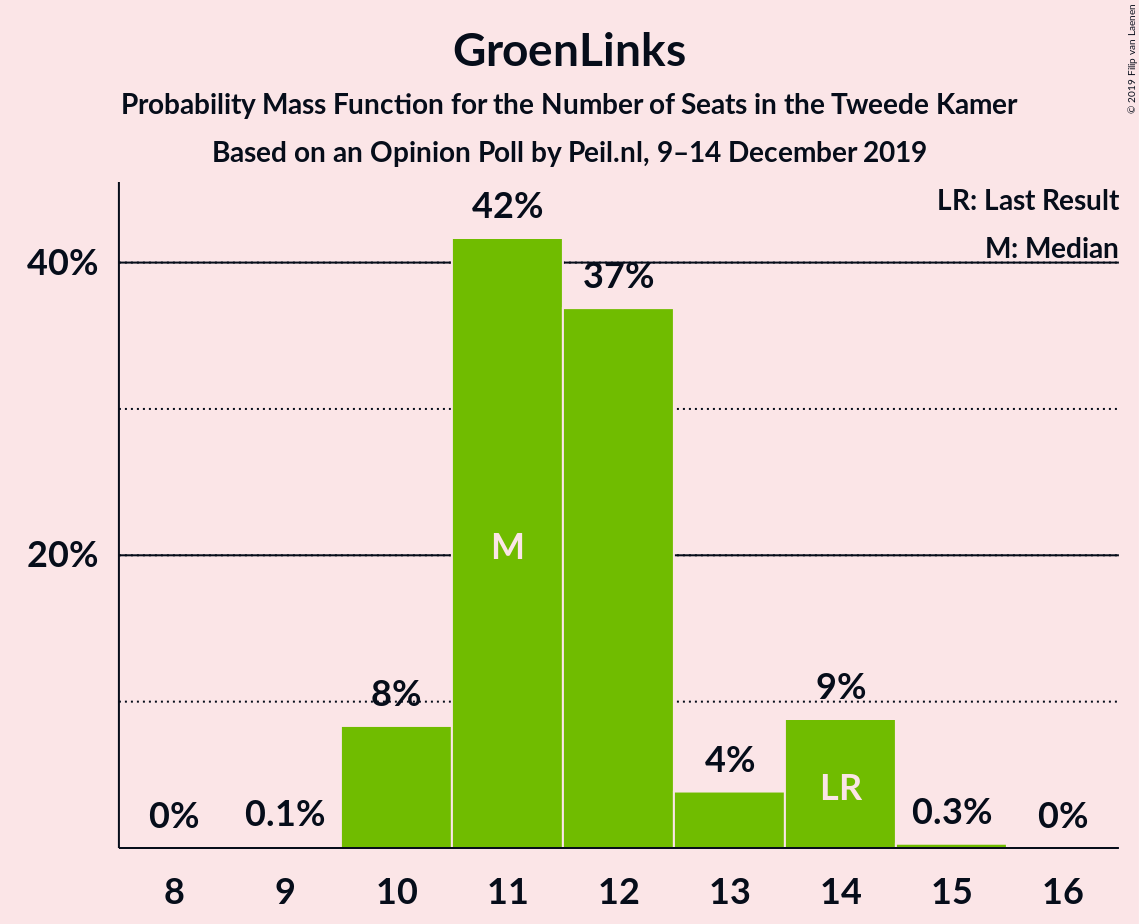 GroenLinks
Probability Mass Function for the Number of Seats in the Tweede Kamer
Based on an Opinion Poll by Peil.nl, 9–14 December 2019
© 2019 Filip van Laenen
LR: Last Result
M: Median
40%
20%
0%
0.1%
8%
42%
37%
4%
9%
0.3%
0%
M
LR
8 9 10 11 12 13 14 15 16